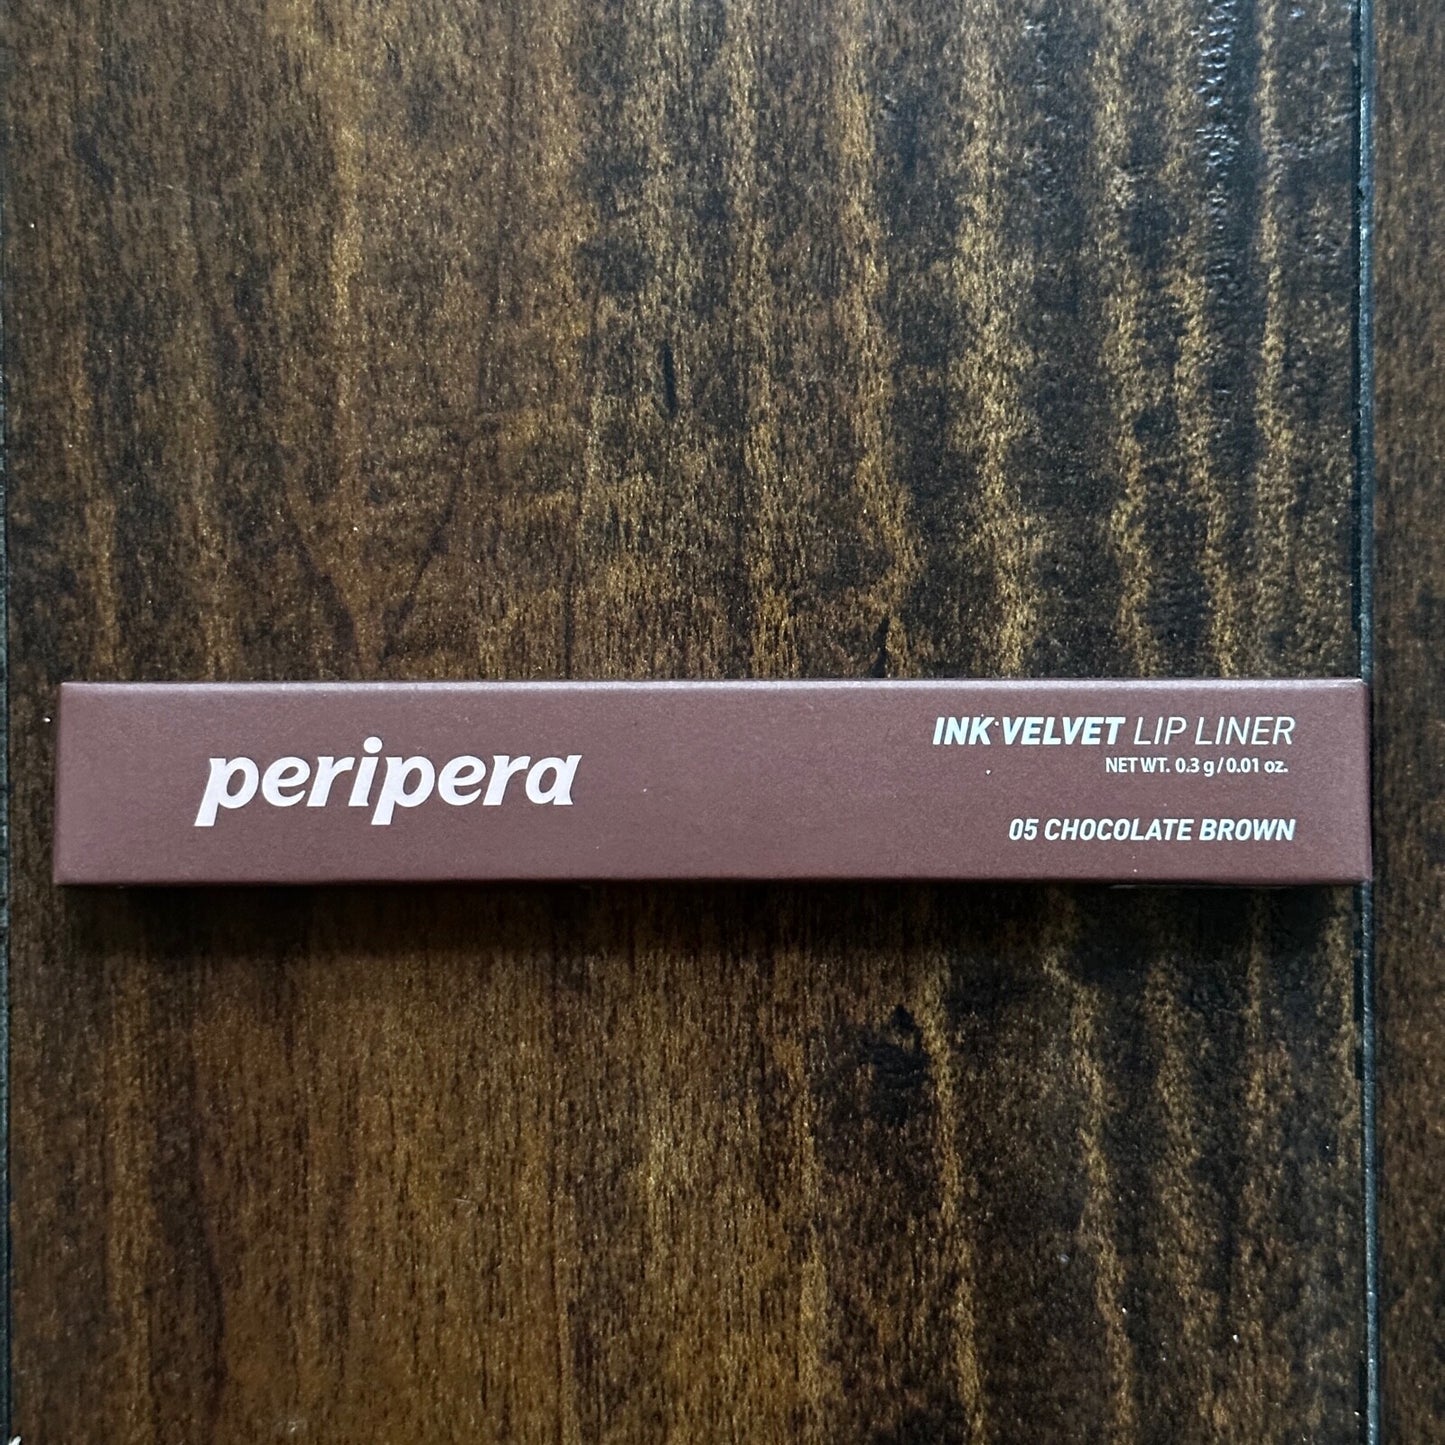 peripera
INK VELVET LIP LINER
NET WT. 0.3 g / 0.01 oz.
05 CHOCOLATE BROWN